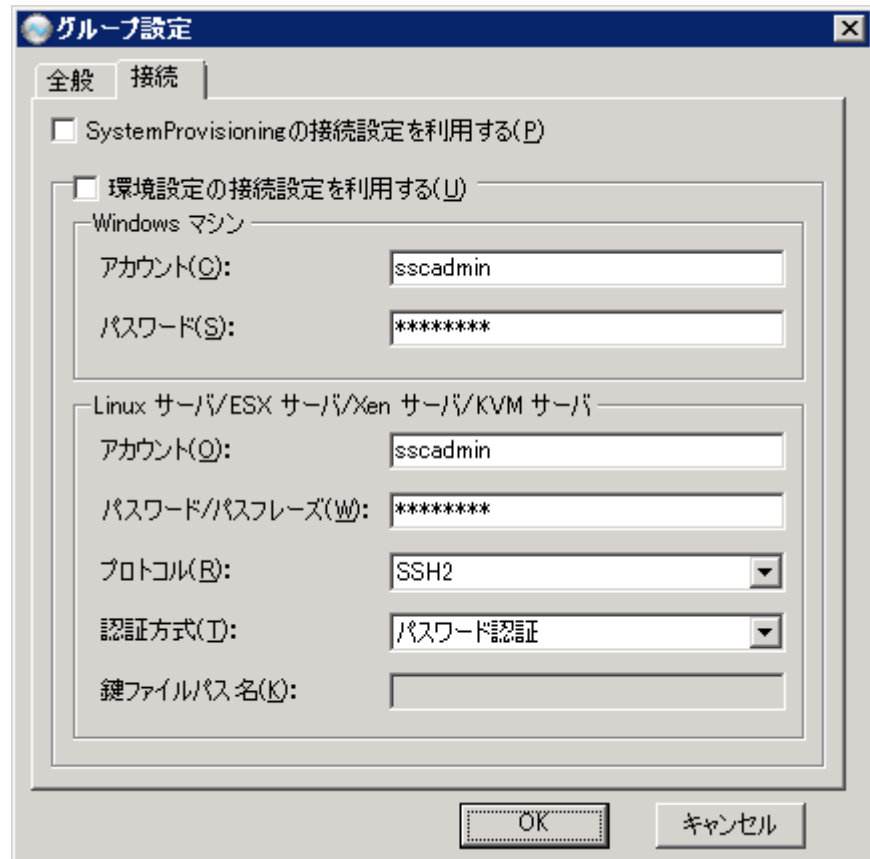 グループ設定
全般 接続
SystemProvisioningの接続設定を利用する(P)
環境設定の接続設定を利用する(U)
Windows マシン
アカウント(C): sscadmin
パスワード(S): ********
Linux サーバ/ESX サーバ/Xen サーバ/KVM サーバ
アカウント(O): sscadmin
パスワード/パスフレーズ(W): ********
プロトコル(R): SSH2
認証方式(T): パスワード認証
鍵ファイルパス名(K):
OK キャンセル